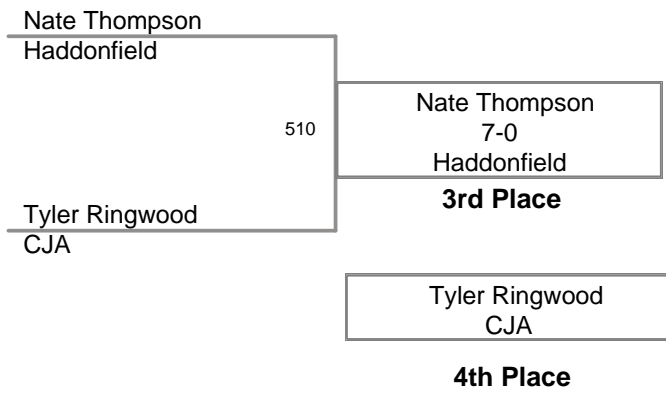 Nate Thompson
Haddonfield
510
Nate Thompson
7-0
Haddonfield
3rd Place
Tyler Ringwood
CJA
Tyler Ringwood
CJA
4th Place